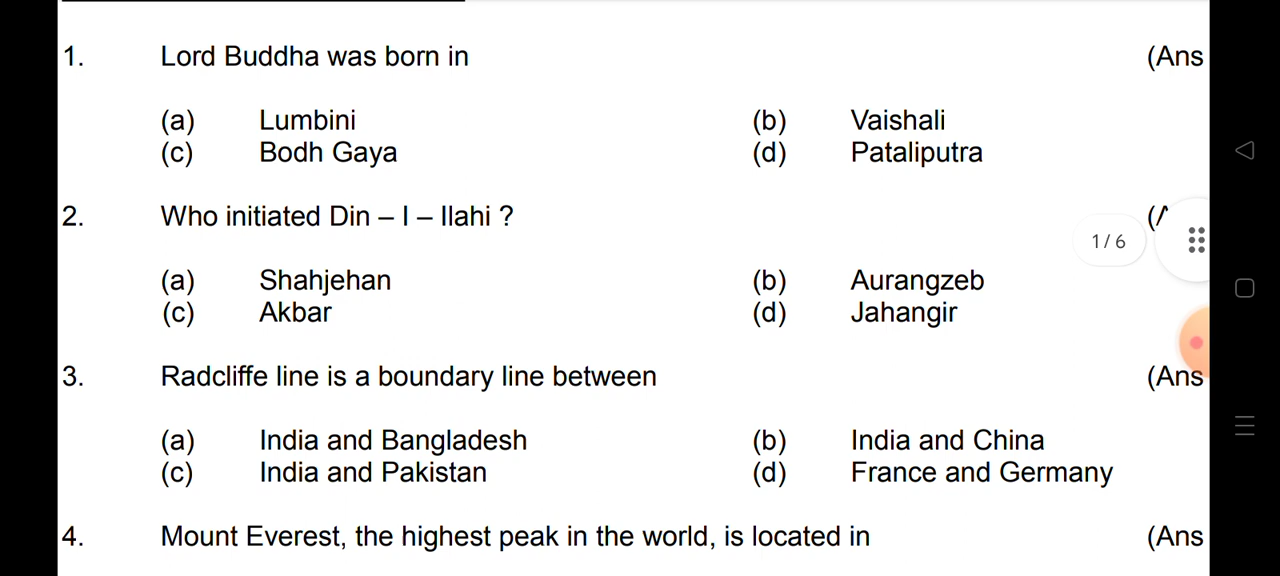 1. Lord Buddha was born in (Ans
(a) Lumbini (b) Vaishali
(c) Bodh Gaya (d) Pataliputra
2. Who initiated Din – I – Ilahi ? (
1 / 6
(a) Shahjehan (b) Aurangzeb
(c) Akbar (d) Jahangir
3. Radcliffe line is a boundary line between (Ans
(a) India and Bangladesh (b) India and China
(c) India and Pakistan (d) France and Germany
4. Mount Everest, the highest peak in the world, is located in (Ans